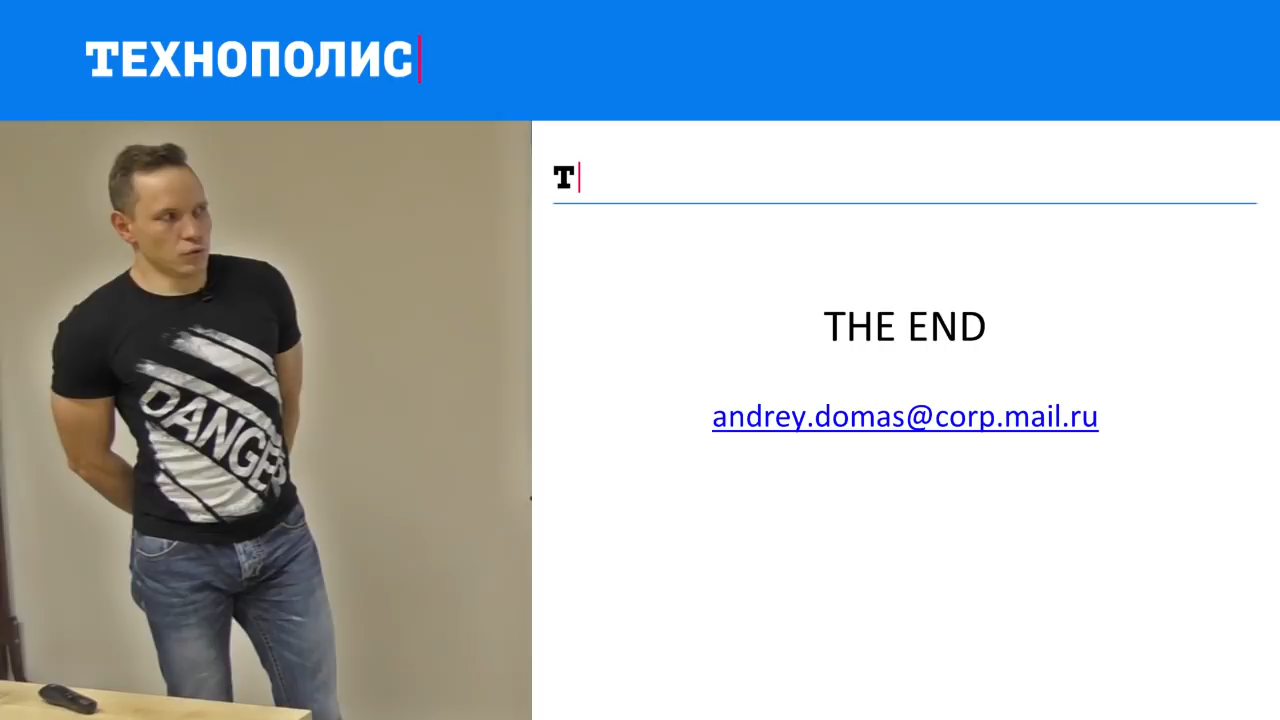 ТЕХНОПОЛИС
T
DANGER
THE END
andrey.domas@corp.mail.ru